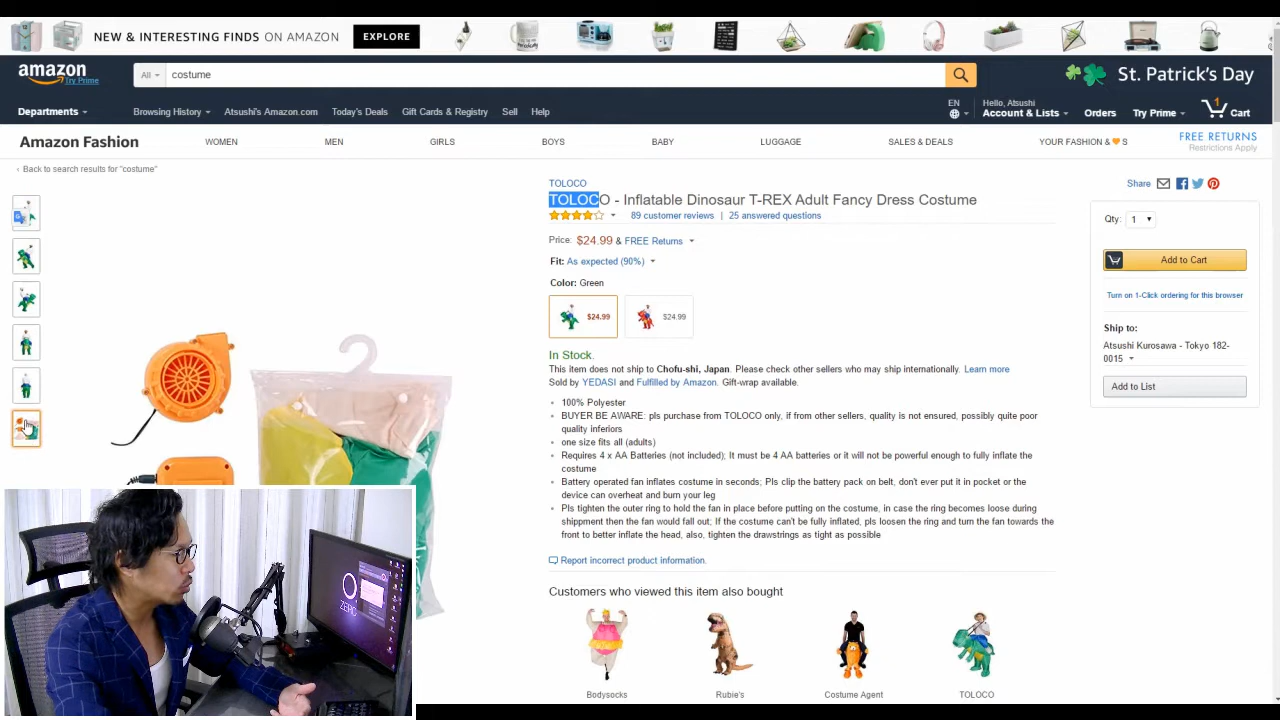 NEW & INTERESTING FINDS ON AMAZON
EXPLORE
amazon
Try Prime
All
costume
St. Patrick's Day
Departments
Browsing History
Atsushi's Amazon.com
Today's Deals
Gift Cards & Registry
Sell
Help
EN
Hello, Atsushi
Account & Lists
Orders
Try Prime
1
Cart
Amazon Fashion
WOMEN
MEN
GIRLS
BOYS
BABY
LUGGAGE
SALES & DEALS
YOUR FASHION & 🧡 S
FREE RETURNS
Restrictions Apply
‹ Back to search results for "costume"
TOLOCO
TOLOCO - Inflatable Dinosaur T-REX Adult Fancy Dress Costume
89 customer reviews | 25 answered questions
Price: $24.99 & FREE Returns
Fit: As expected (90%)
Color: Green
$24.99
$24.99
In Stock.
This item does not ship to Chofu-shi, Japan. Please check other sellers who may ship internationally. Learn more
Sold by YEDASI and Fulfilled by Amazon. Gift-wrap available.
• 100% Polyester
• BUYER BE AWARE: pls purchase from TOLOCO only, if from other sellers, quality is not ensured, possibly quite poor
quality inferiors
• one size fits all (adults)
• Requires 4 x AA Batteries (not included); It must be 4 AA batteries or it will not be powerful enough to fully inflate the
costume
• Battery operated fan inflates costume in seconds; Pls clip the battery pack on belt, don't ever put it in pocket or the
device can overheat and burn your leg
• Pls tighten the outer ring to hold the fan in place before putting on the costume, in case the ring becomes loose during
shippment then the fan would fall out; If the costume can't be fully inflated, pls loosen the ring and turn the fan towards the
front to better inflate the head, also, tighten the drawstrings as tight as possible
Report incorrect product information.
Customers who viewed this item also bought
Bodysocks
Rubie's
Costume Agent
TOLOCO
Share
Qty: 1
Add to Cart
Turn on 1-Click ordering for this browser
Ship to:
Atsushi Kurosawa - Tokyo 182-
0015
Add to List